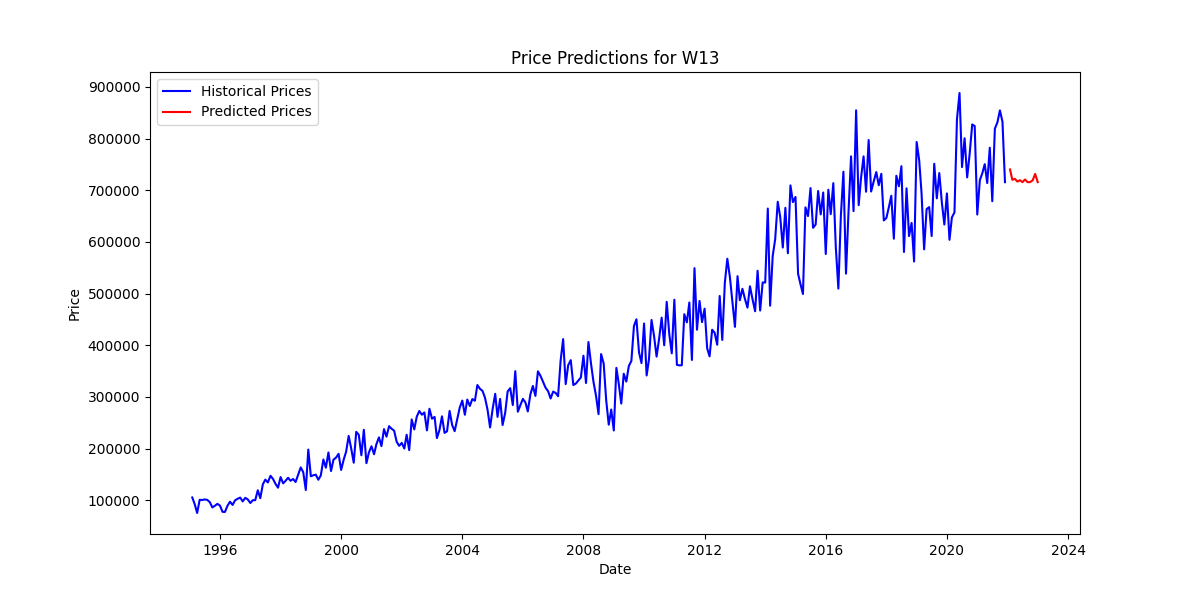 Price Predictions for W13
Historical Prices
Predicted Prices
900000
800000
700000
600000
500000
400000
300000
200000
100000
Price
1996 2000 2004 2008 2012 2016 2020 2024
Date